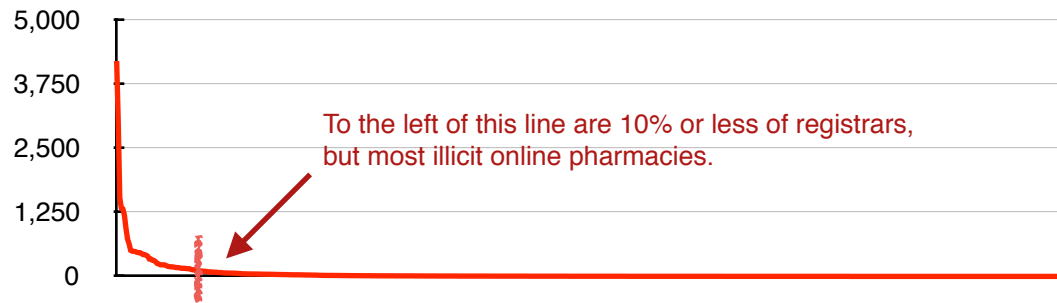 5,000
3,750
To the left of this line are 10% or less of registrars,
2,500
but most illicit online pharmacies.
1,250
0